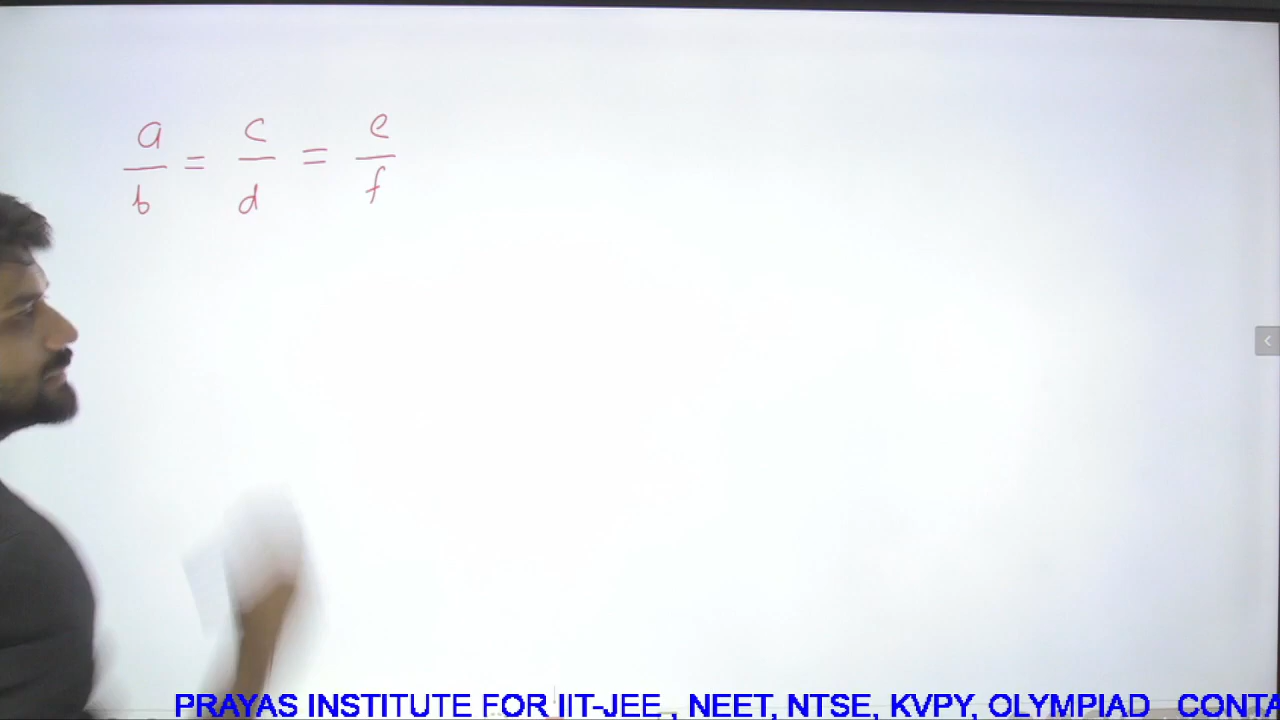 a/b = c/d = e/f
PRAYAS INSTITUTE FOR IIT-JEE , NEET, NTSE, KVPY, OLYMPIAD CONTA